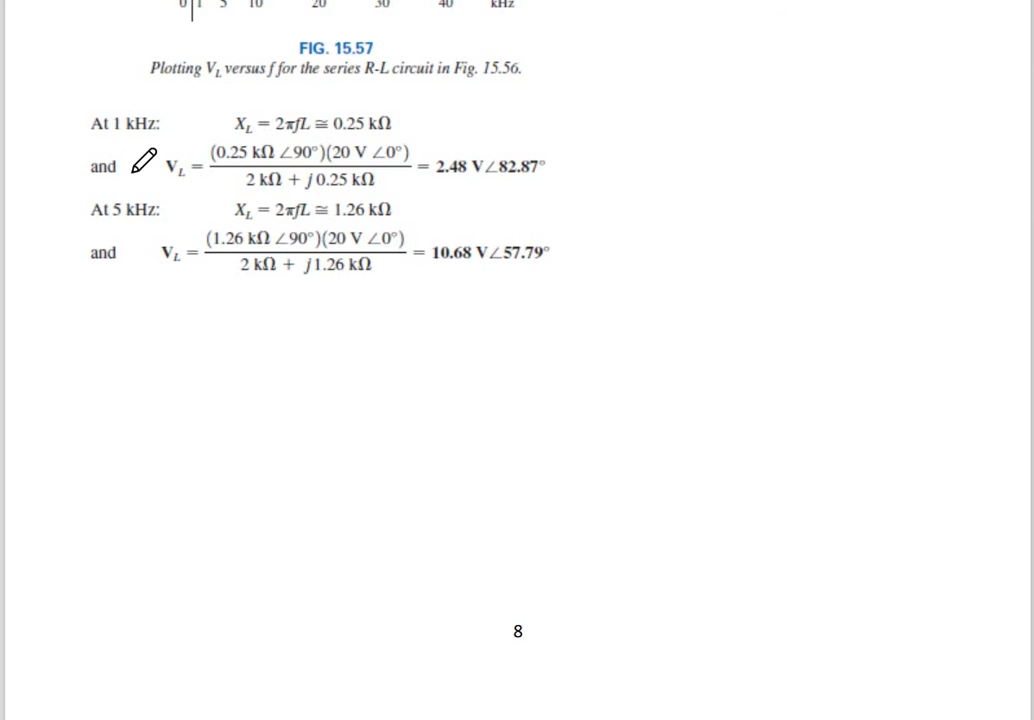 0 1 5 10 20 30 40 kHz
FIG. 15.57
Plotting V_L versus f for the series R-L circuit in Fig. 15.56.
At 1 kHz: X_L = 2πfL ≅ 0.25 kΩ
and V_L = (0.25 kΩ ∠90°)(20 V ∠0°) / 2 kΩ + j 0.25 kΩ = 2.48 V∠82.87°
At 5 kHz: X_L = 2πfL ≅ 1.26 kΩ
and V_L = (1.26 kΩ ∠90°)(20 V ∠0°) / 2 kΩ + j1.26 kΩ = 10.68 V∠57.79°
8